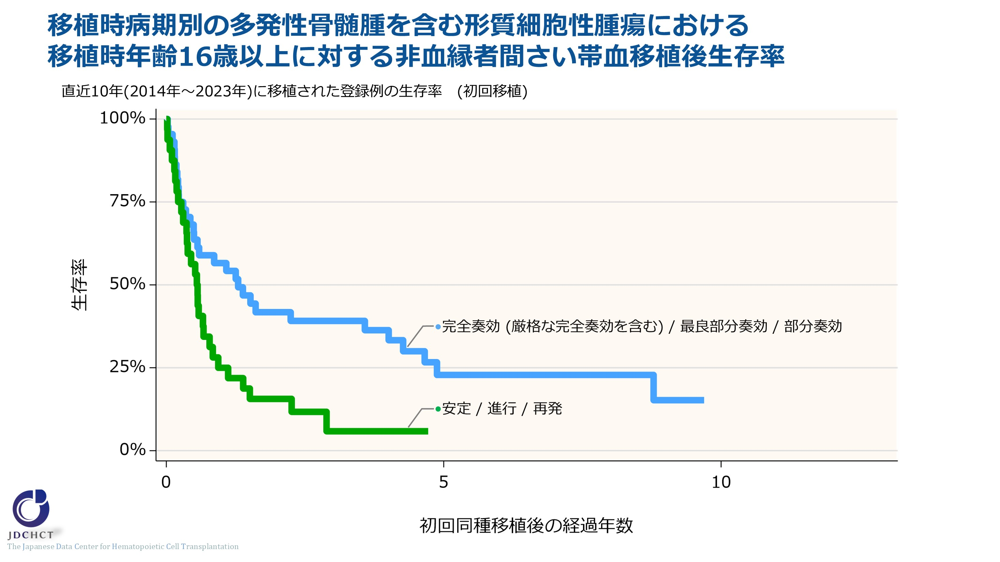 移植時病期別の多発性骨髄腫を含む形質細胞性腫瘍における
移植時年齢16歳以上に対する非血縁者間さい帯血移植後生存率
直近10年(2014年～2023年)に移植された登録例の生存率　(初回移植)
100%
75%
50%
25%
0%
生存率
完全奏効 (厳格な完全奏効を含む) / 最良部分奏効 / 部分奏効
安定 / 進行 / 再発
0
5
10
初回同種移植後の経過年数
JDCHCT
The Japanese Data Center for Hematopoietic Cell Transplantation